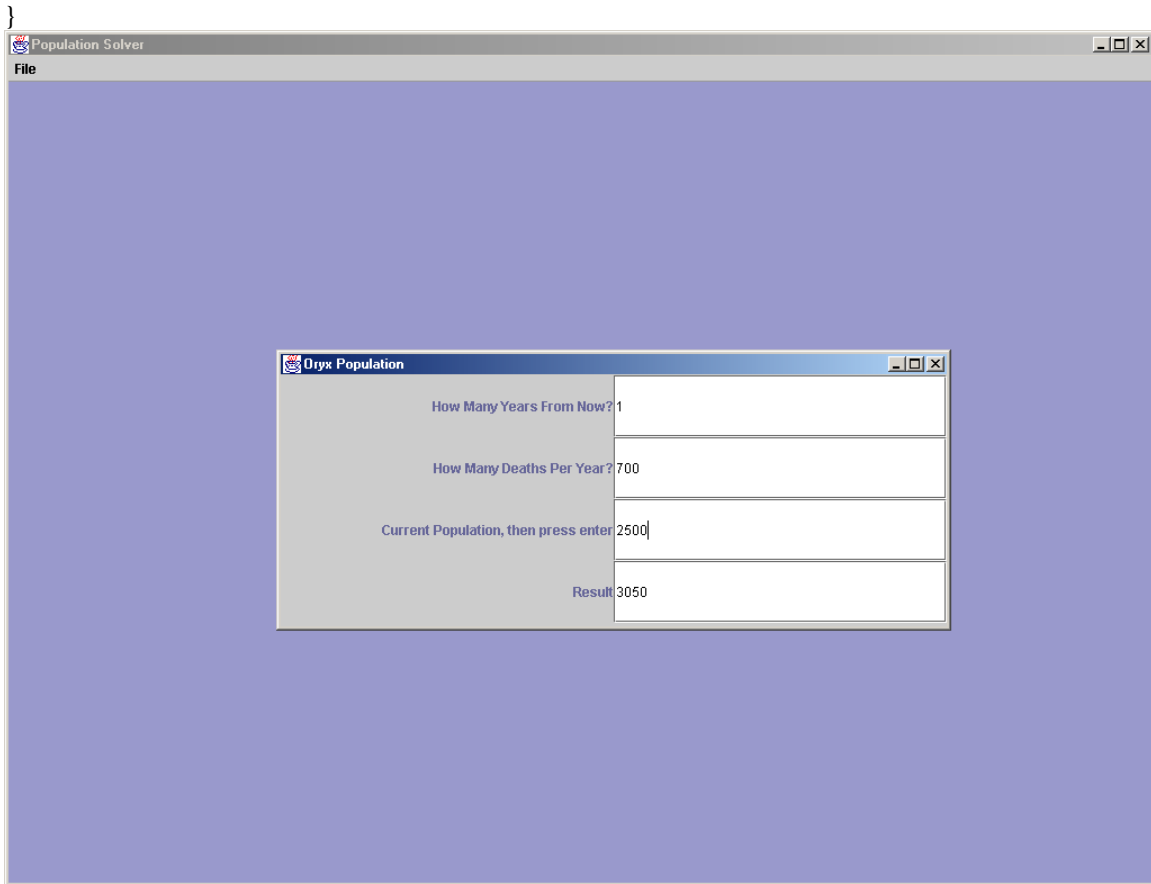 }
Population Solver
File
Oryx Population
How Many Years From Now? 1
How Many Deaths Per Year? 700
Current Population, then press enter 2500
Result 3050